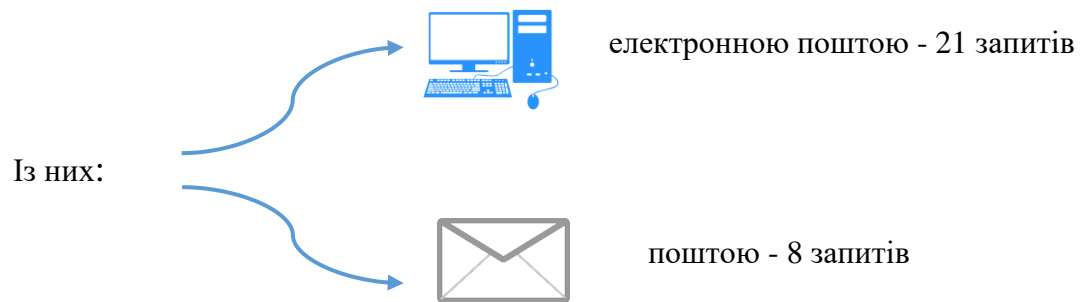 електронною поштою - 21 запитів
Із них:
поштою - 8 запитів